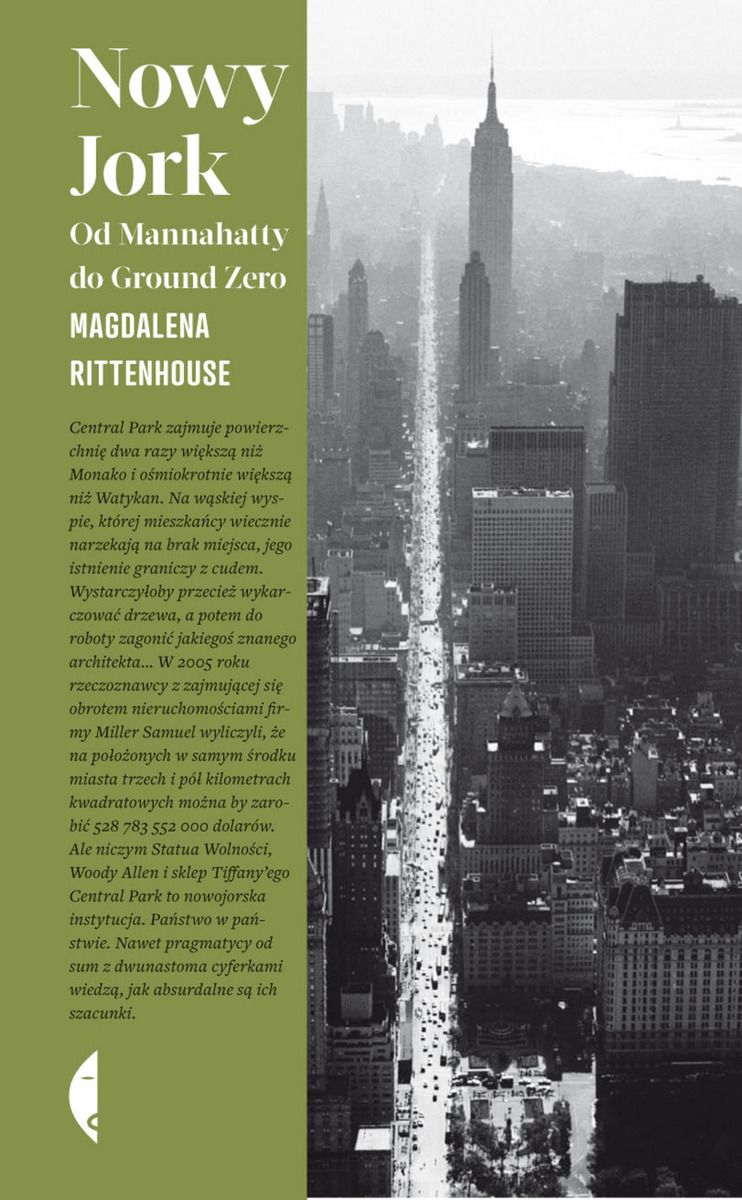 Nowy
Jork
Od Mannahatty
do Ground Zero
MAGDALENA
RITTENHOUSE
Central Park zajmuje powierz-
chnię dwa razy większą niż
Monako i ośmiokrotnie większą
niż Watykan. Na wąskiej wys-
pie, której mieszkańcy wiecznie
narzekają na brak miejsca, jego
istnienie graniczy z cudem.
Wystarczyłoby przecież wykar-
czować drzewa, a potem do
roboty zagonić jakiegoś znanego
architekta... W 2005 roku
rzeczoznawcy z zajmującej się
obrotem nieruchomościami fir-
my Miller Samuel wyliczyli, że
na położonych w samym środku
miasta trzech i pół kilometrach
kwadratowych można by zaro-
bić 528 783 552 000 dolarów.
Ale niczym Statua Wolności,
Woody Allen i sklep Tiffany'ego
Central Park to nowojorska
instytucja. Państwo w pań-
stwie. Nawet pragmatycy od
sum z dwunastoma cyferkami
wiedzą, jak absurdalne są ich
szacunki.